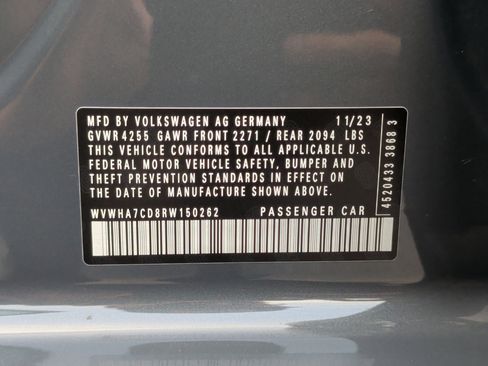 MFD BY VOLKSWAGEN AG GERMANY 11/23
GVWR 4255 GAWR FRONT 2271 / REAR 2094 LBS
THIS VEHICLE CONFORMS TO ALL APPLICABLE U.S.
FEDERAL MOTOR VEHICLE SAFETY, BUMPER AND
THEFT PREVENTION STANDARDS IN EFFECT ON
THE DATE OF MANUFACTURE SHOWN ABOVE.
WVWHA7CD8RW150262 PASSENGER CAR
4520433 3868 3